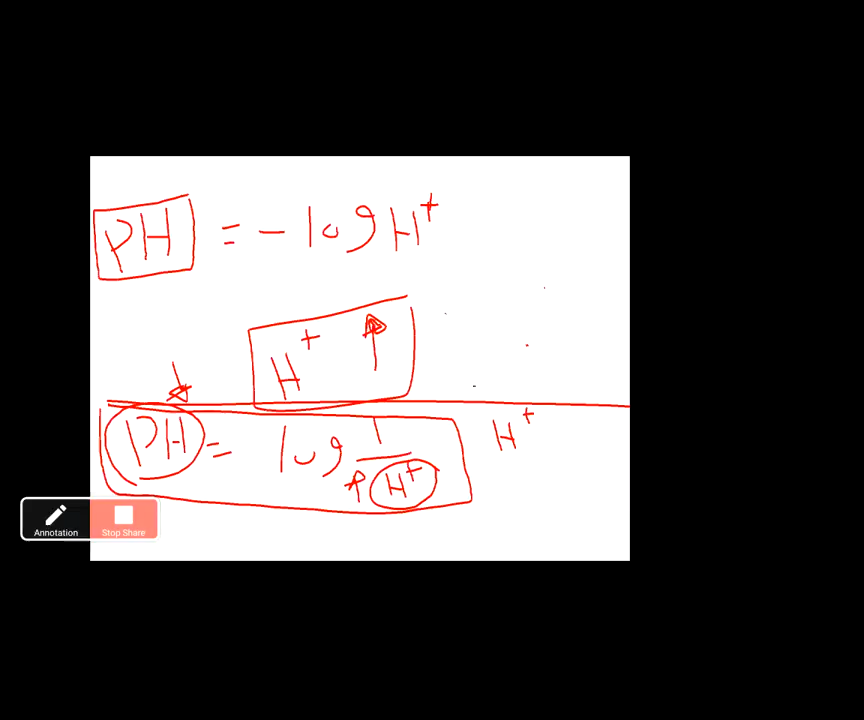 PH = - log H⁺
H⁺ ↑
↓
PH = log 1/↑H⁺ H⁺
Annotation Stop Share